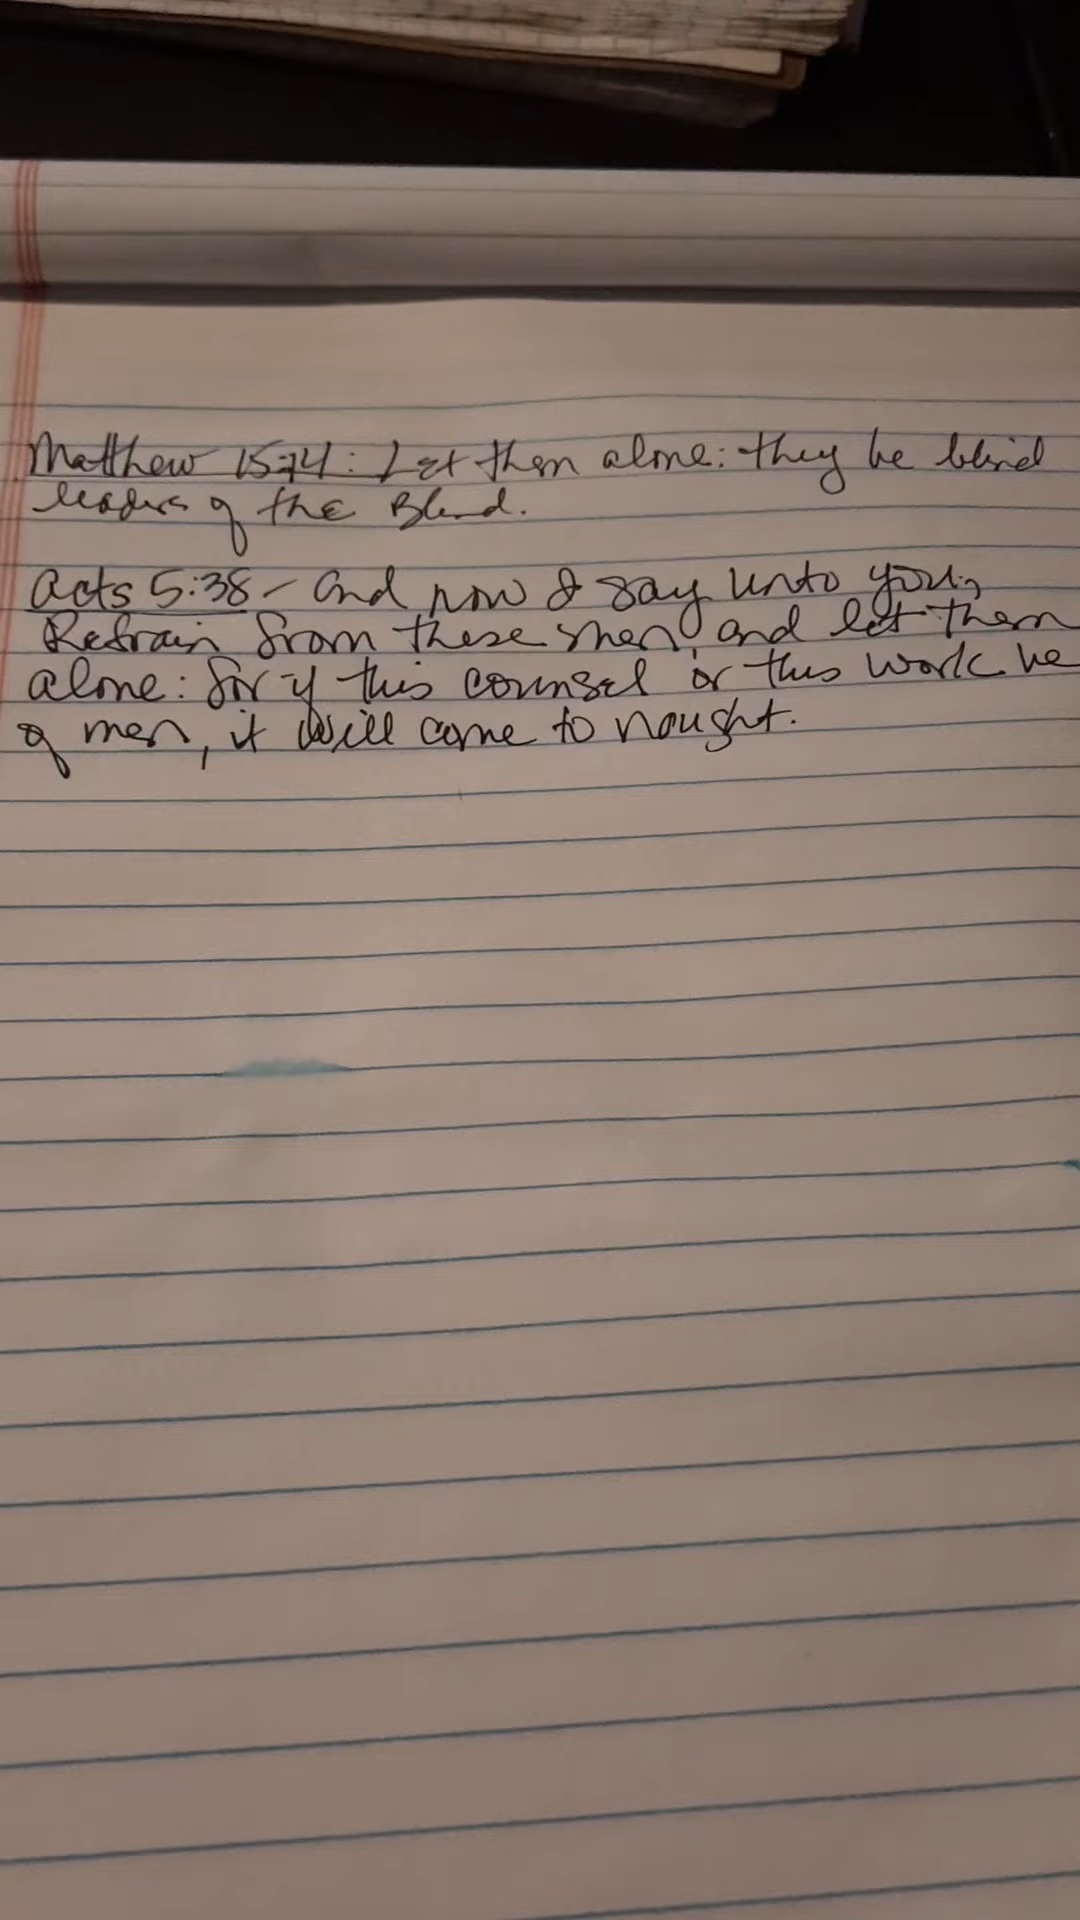 Matthew 15:14: Let them alone: they be blind
leaders of the Blind.
Acts 5:38 - And now I say unto you,
Refrain from these men, and let them
alone: for if this counsel or this work be
of men, it will come to nought.